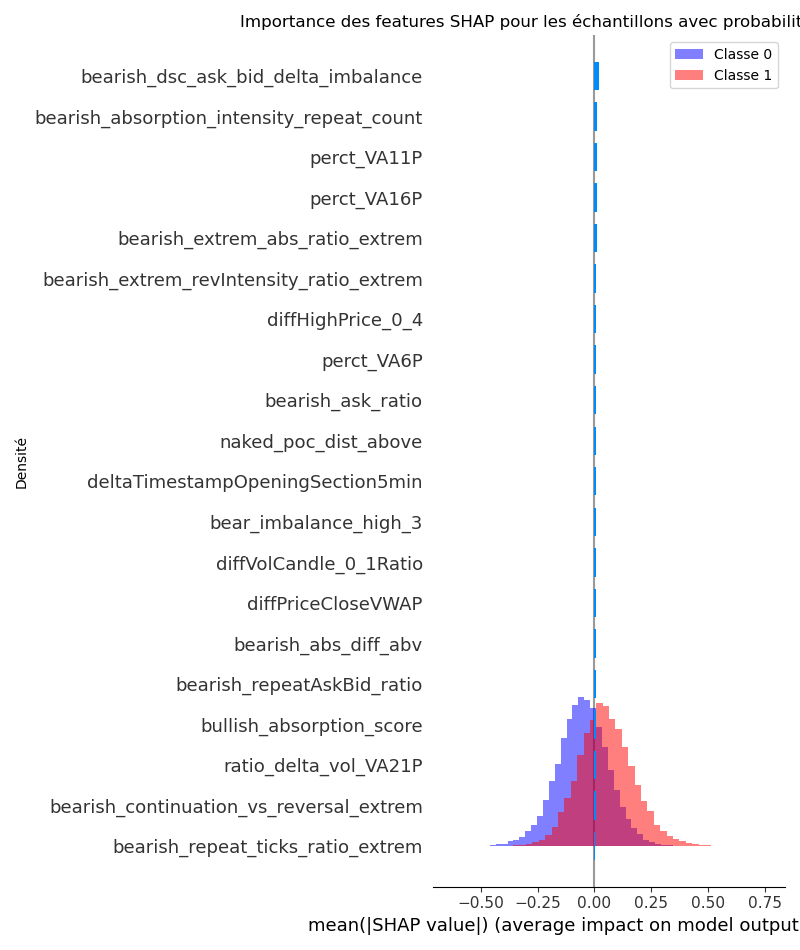 Importance des features SHAP pour les échantillons avec probabilit
Classe 0
Classe 1
bearish_dsc_ask_bid_delta_imbalance
bearish_absorption_intensity_repeat_count
perct_VA11P
perct_VA16P
bearish_extrem_abs_ratio_extrem
bearish_extrem_revIntensity_ratio_extrem
diffHighPrice_0_4
perct_VA6P
bearish_ask_ratio
naked_poc_dist_above
deltaTimestampOpeningSection5min
bear_imbalance_high_3
diffVolCandle_0_1Ratio
diffPriceCloseVWAP
bearish_abs_diff_abv
bearish_repeatAskBid_ratio
bullish_absorption_score
ratio_delta_vol_VA21P
bearish_continuation_vs_reversal_extrem
bearish_repeat_ticks_ratio_extrem
Densité
−0.50 −0.25 0.00 0.25 0.50 0.75
mean(|SHAP value|) (average impact on model output